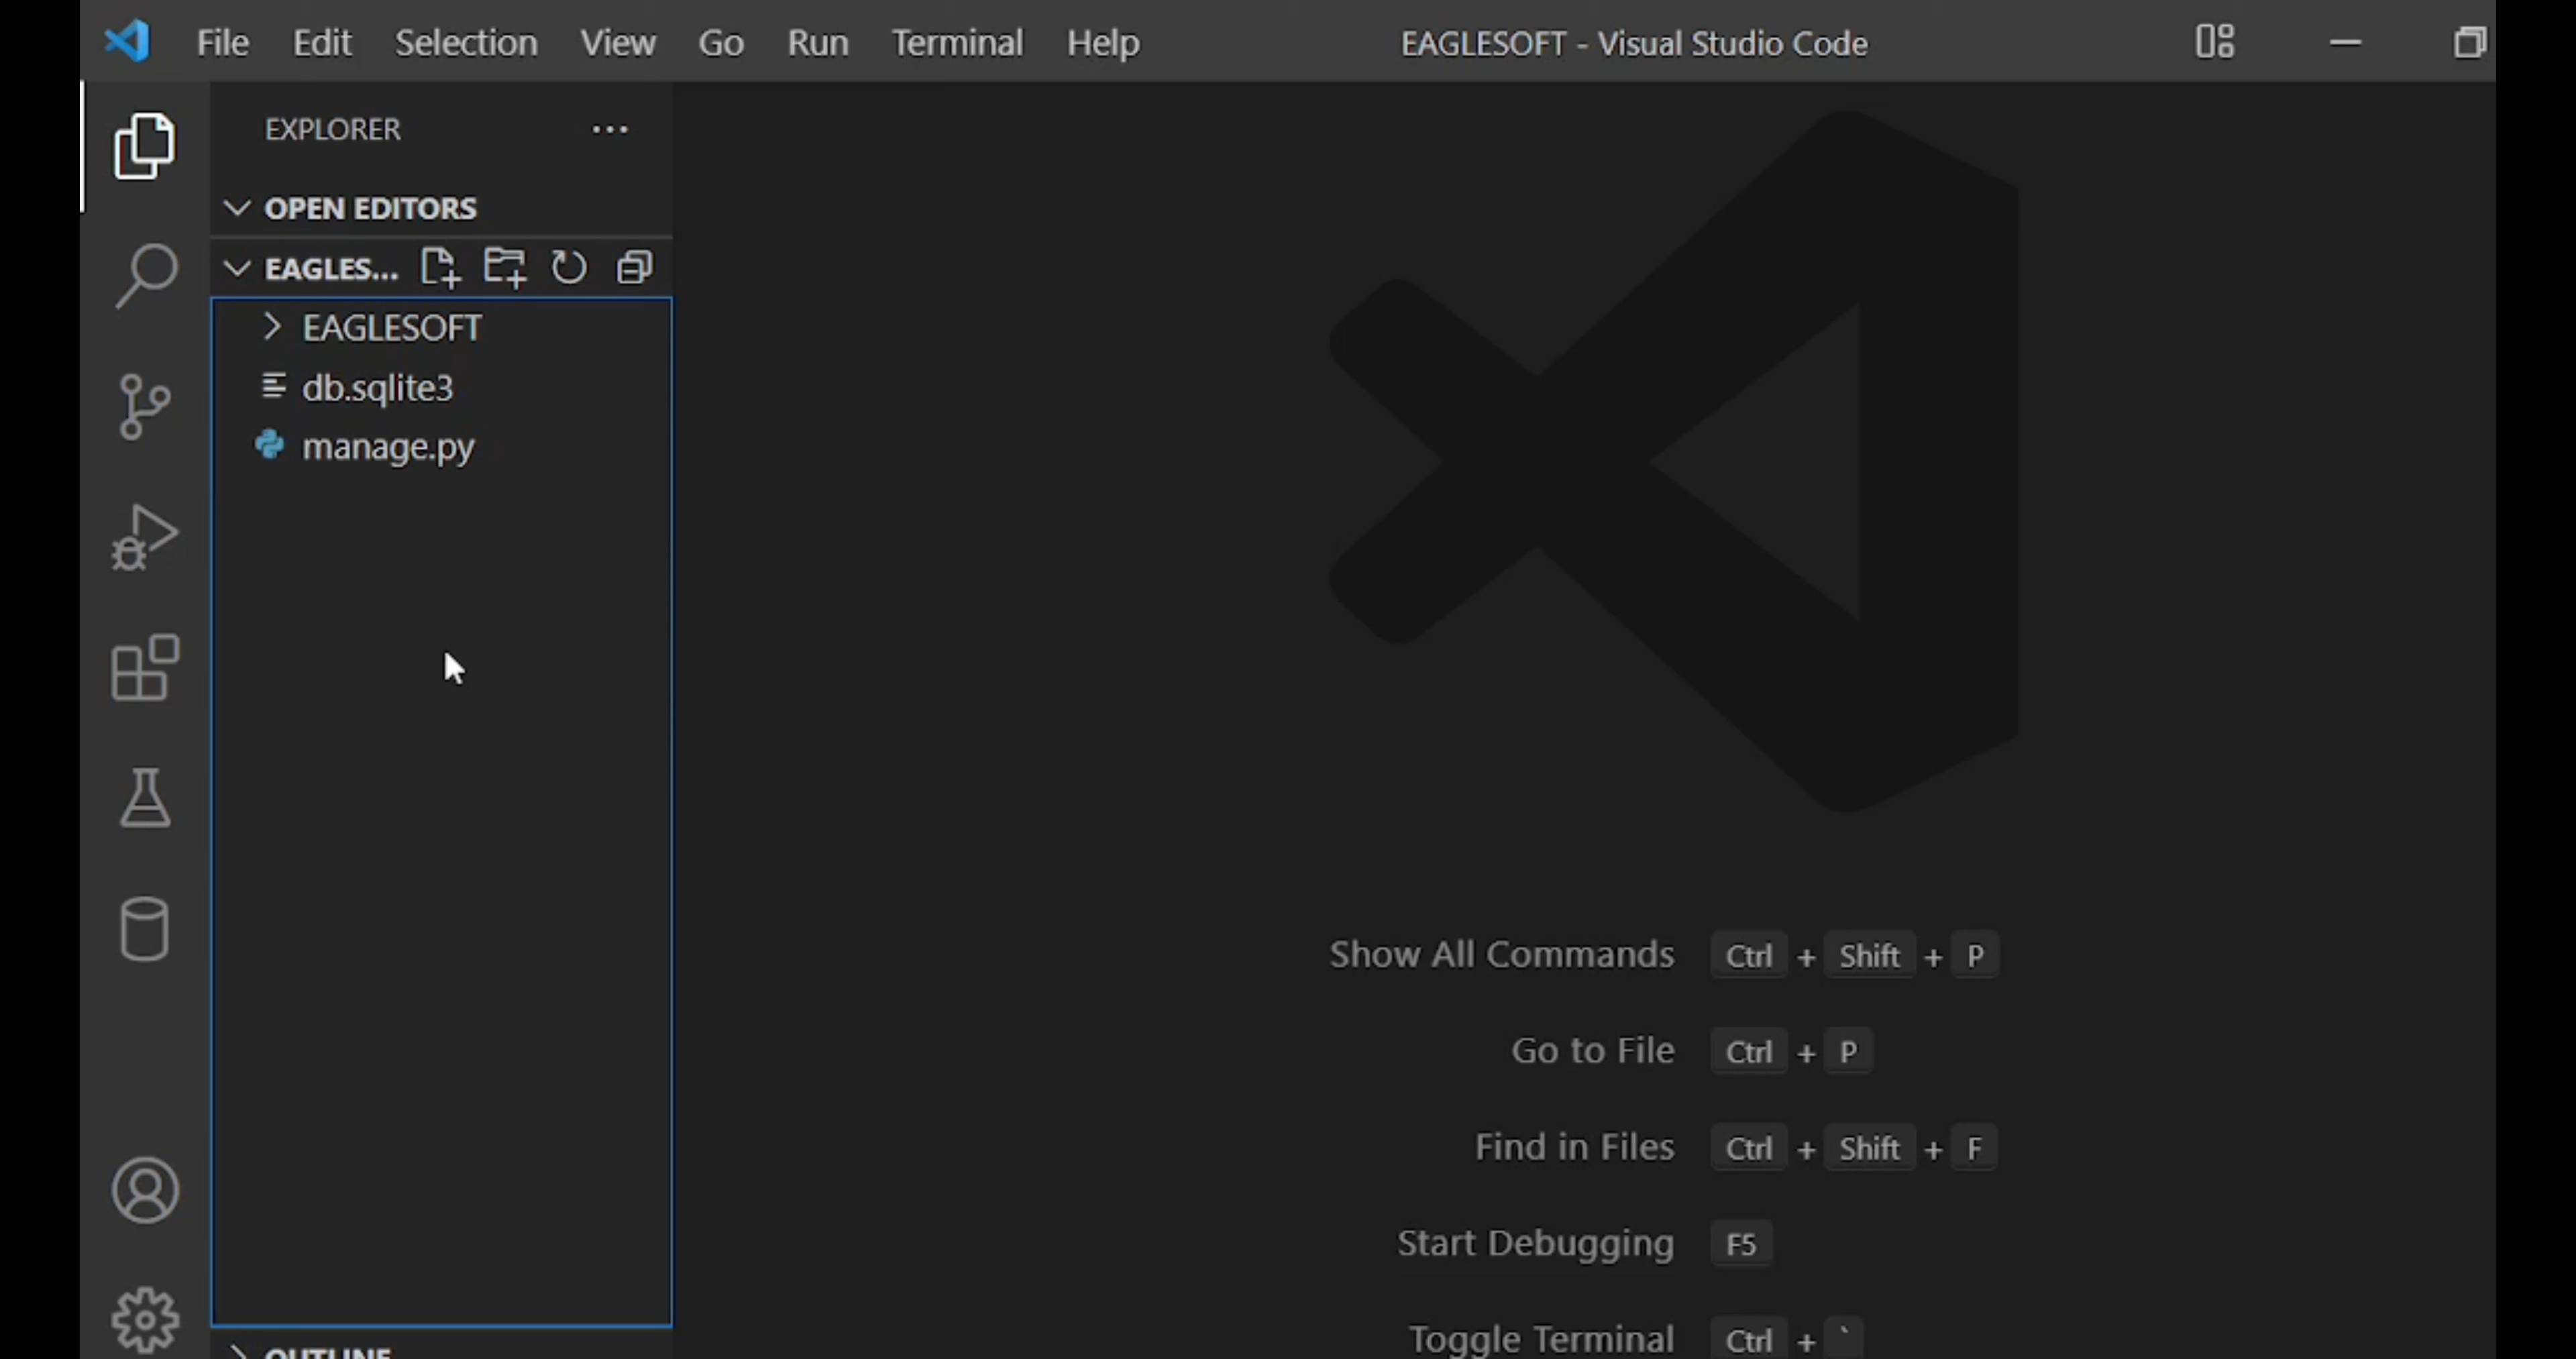 File Edit Selection View Go Run Terminal Help EAGLESOFT - Visual Studio Code
EXPLORER
OPEN EDITORS
EAGLES...
EAGLESOFT
db.sqlite3
manage.py
Show All Commands Ctrl + Shift + P
Go to File Ctrl + P
Find in Files Ctrl + Shift + F
Start Debugging F5
Toggle Terminal Ctrl + `
OUTLINE